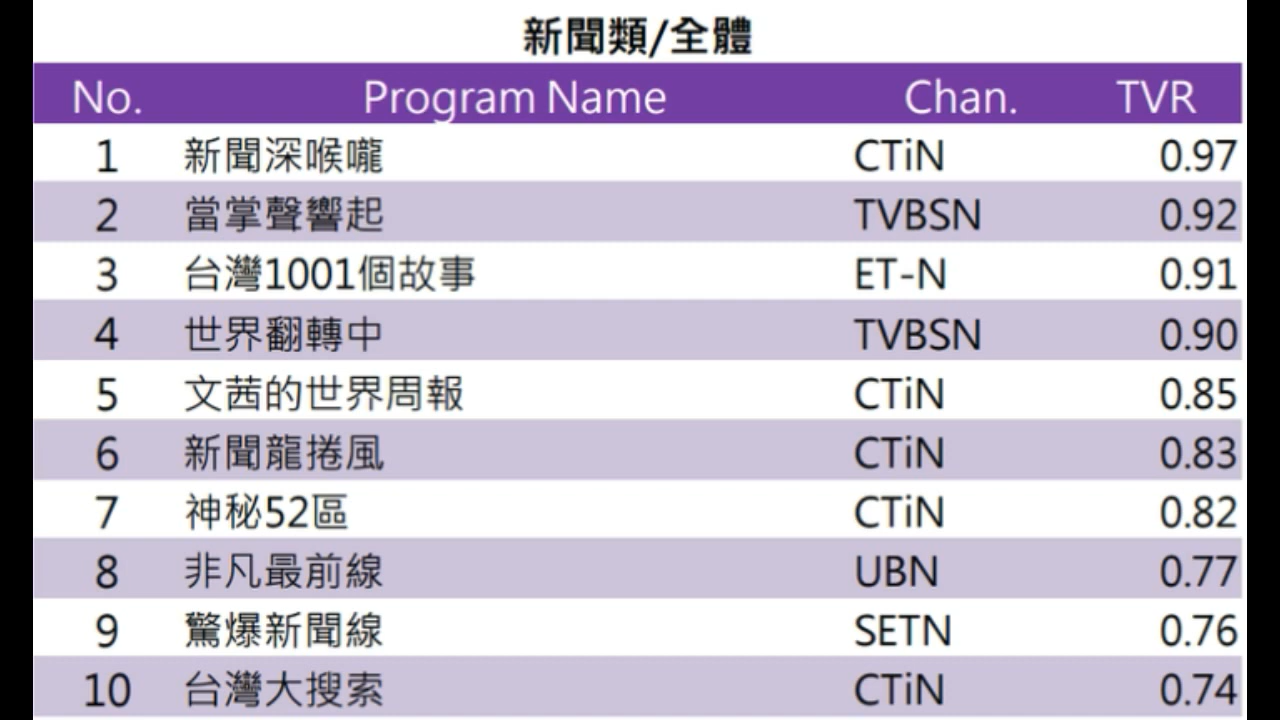 新聞類/全體
No. Program Name Chan. TVR
1 新聞深喉嚨 CTiN 0.97
2 當掌聲響起 TVBSN 0.92
3 台灣1001個故事 ET-N 0.91
4 世界翻轉中 TVBSN 0.90
5 文茜的世界周報 CTiN 0.85
6 新聞龍捲風 CTiN 0.83
7 神秘52區 CTiN 0.82
8 非凡最前線 UBN 0.77
9 驚爆新聞線 SETN 0.76
10 台灣大搜索 CTiN 0.74